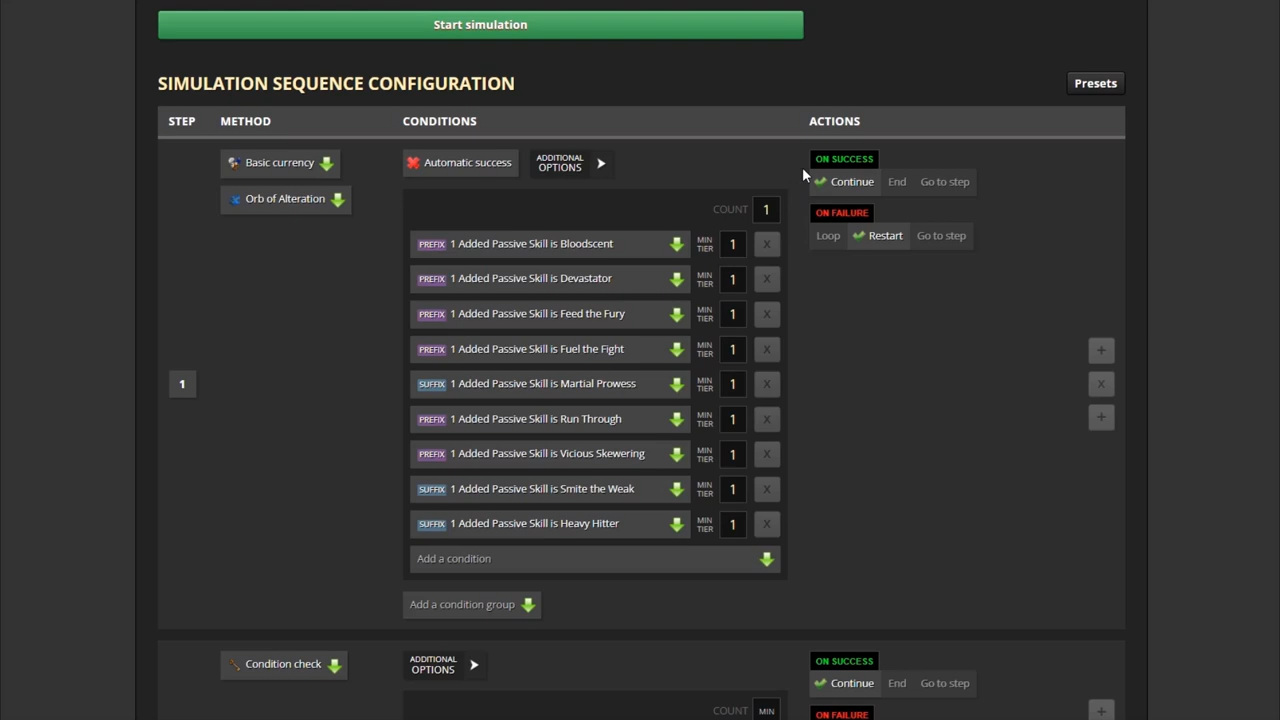 Start simulation
SIMULATION SEQUENCE CONFIGURATION
Presets
STEP METHOD CONDITIONS ACTIONS
Basic currency
Orb of Alteration
Automatic success
ADDITIONAL
OPTIONS
ON SUCCESS
Continue End Go to step
ON FAILURE
Loop Restart Go to step
COUNT 1
PREFIX 1 Added Passive Skill is Bloodscent MIN TIER 1 X
PREFIX 1 Added Passive Skill is Devastator MIN TIER 1 X
PREFIX 1 Added Passive Skill is Feed the Fury MIN TIER 1 X
PREFIX 1 Added Passive Skill is Fuel the Fight MIN TIER 1 X
SUFFIX 1 Added Passive Skill is Martial Prowess MIN TIER 1 X
PREFIX 1 Added Passive Skill is Run Through MIN TIER 1 X
PREFIX 1 Added Passive Skill is Vicious Skewering MIN TIER 1 X
SUFFIX 1 Added Passive Skill is Smite the Weak MIN TIER 1 X
SUFFIX 1 Added Passive Skill is Heavy Hitter MIN TIER 1 X
Add a condition
Add a condition group
1
+
X
+
Condition check
ADDITIONAL
OPTIONS
COUNT MIN
ON SUCCESS
Continue End Go to step
ON FAILURE
+